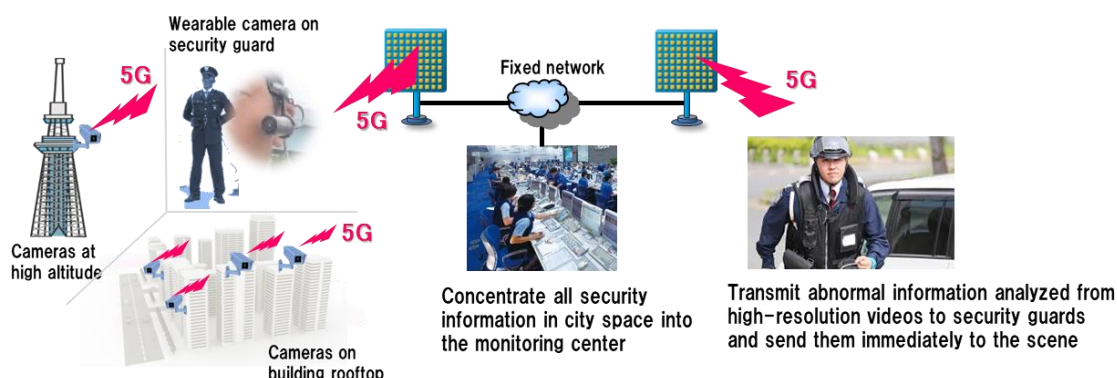 Wearable camera on
security guard
5G
5G
Fixed network
5G
Cameras at
high altitude
5G
Cameras on
building rooftop
Concentrate all security
information in city space into
the monitoring center
Transmit abnormal information analyzed from
high-resolution videos to security guards
and send them immediately to the scene